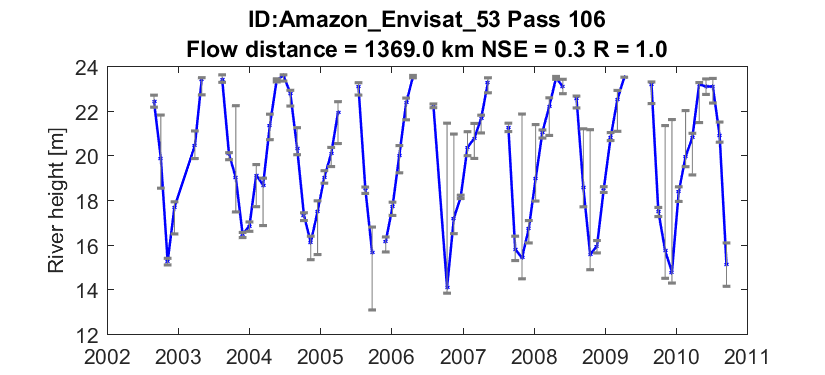 ID:Amazon_Envisat_53 Pass 106
Flow distance = 1369.0 km NSE = 0.3 R = 1.0
River height [m]
24
22
20
18
16
14
12
2002 2003 2004 2005 2006 2007 2008 2009 2010 2011